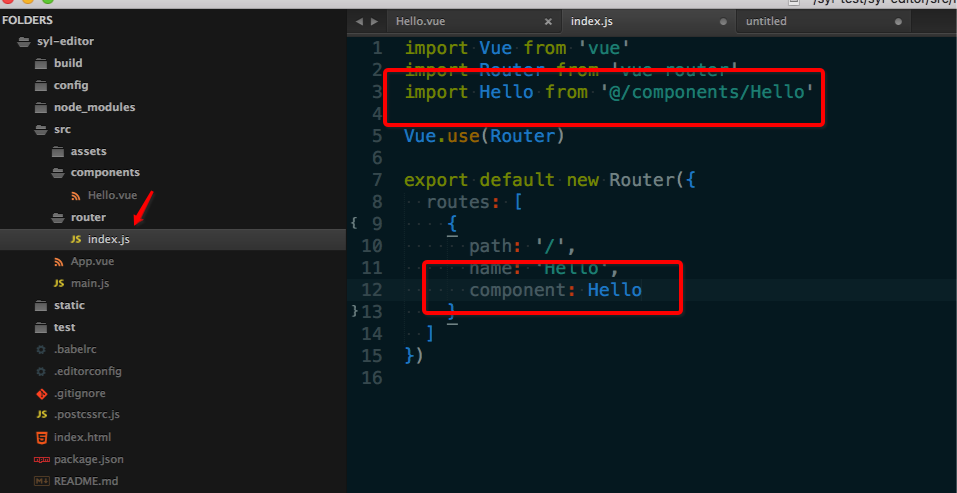 /syl-test/syl-editor/src/
FOLDERS
syl-editor
build
config
node_modules
src
assets
components
Hello.vue
router
JS index.js
App.vue
JS main.js
static
test
.babelrc
.editorconfig
.gitignore
JS .postcssrc.js
index.html
npm package.json
README.md
Hello.vue × index.js untitled
1 import Vue from 'vue'
2 import Router from 'vue-router'
3 import Hello from '@/components/Hello'
4
5 Vue.use(Router)
6
7 export default new Router({
8 routes: [
{ 9 {
10 path: '/',
11 name: 'Hello',
12 component: Hello
} 13 }
14 ]
15 })
16